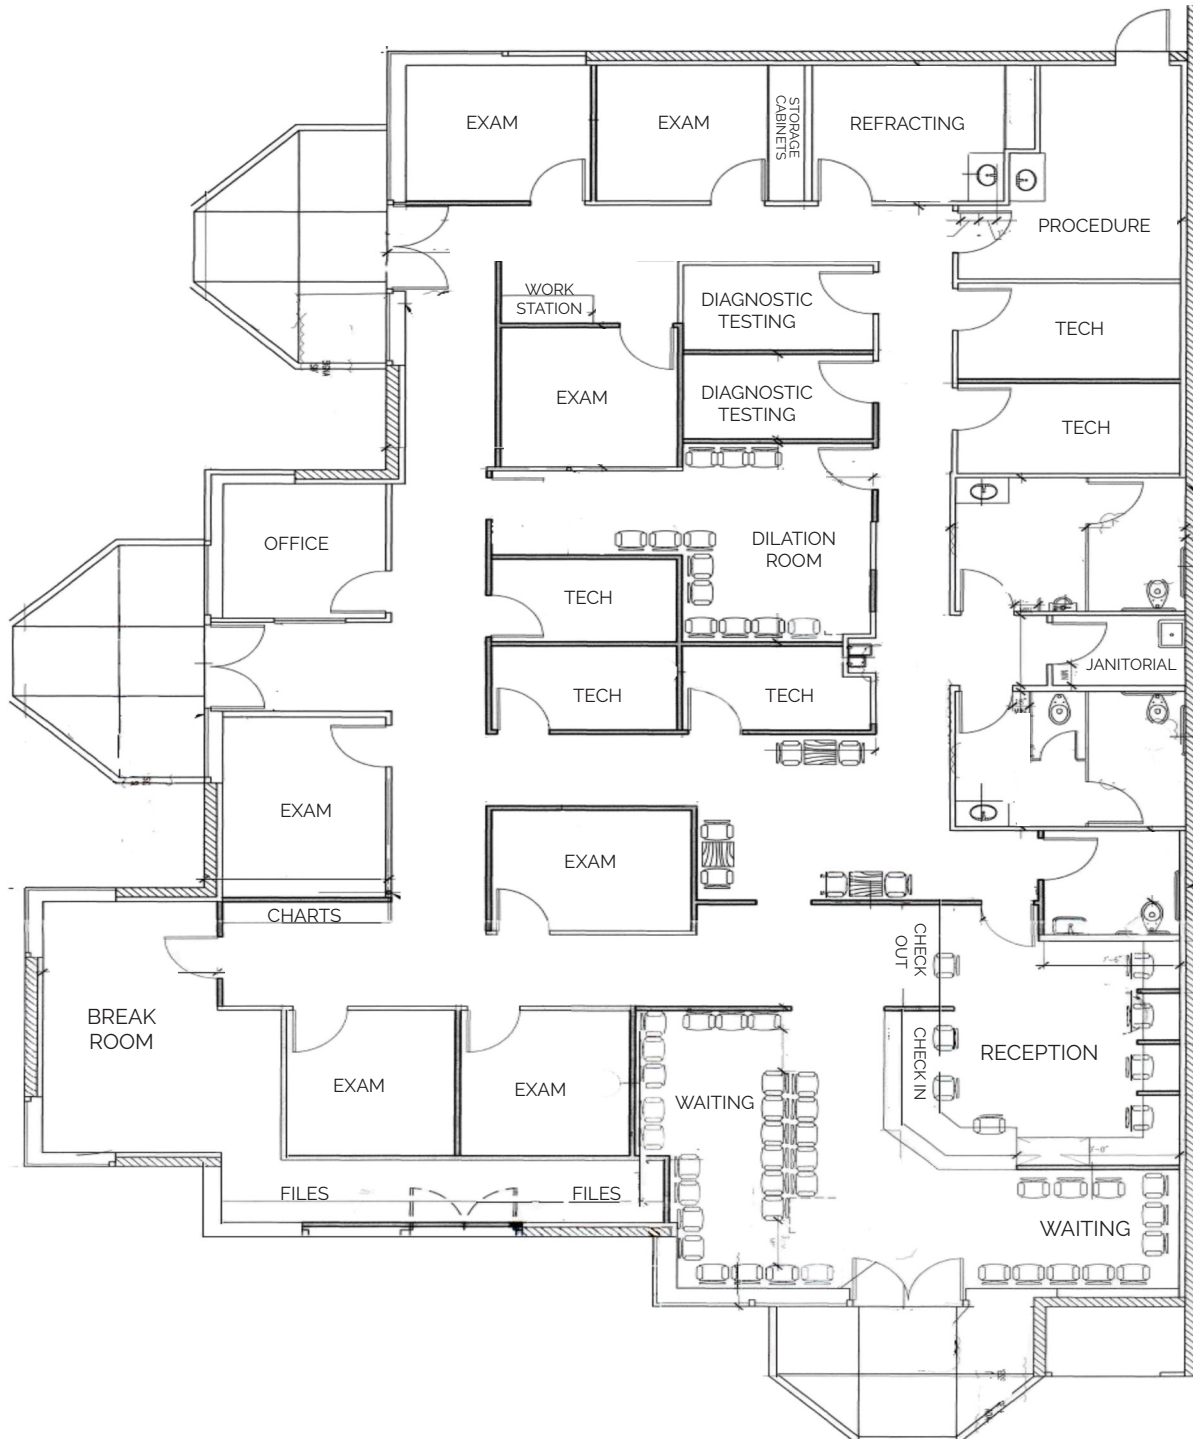 EXAM
EXAM
STORAGE
CABINETS
REFRACTING
PROCEDURE
WORK
STATION
DIAGNOSTIC
TESTING
TECH
EXAM
DIAGNOSTIC
TESTING
TECH
OFFICE
DILATION
ROOM
TECH
TECH
TECH
JANITORIAL
EXAM
EXAM
CHARTS
CHECK
OUT
BREAK
ROOM
RECEPTION
CHECK IN
EXAM
EXAM
WAITING
FILES
FILES
WAITING